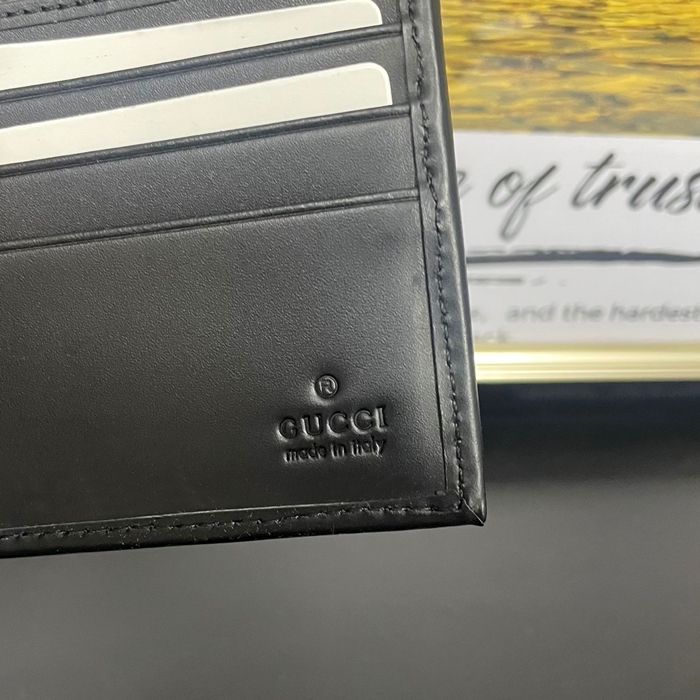 of trus
and the hardest
®
GUCCI
made in Italy